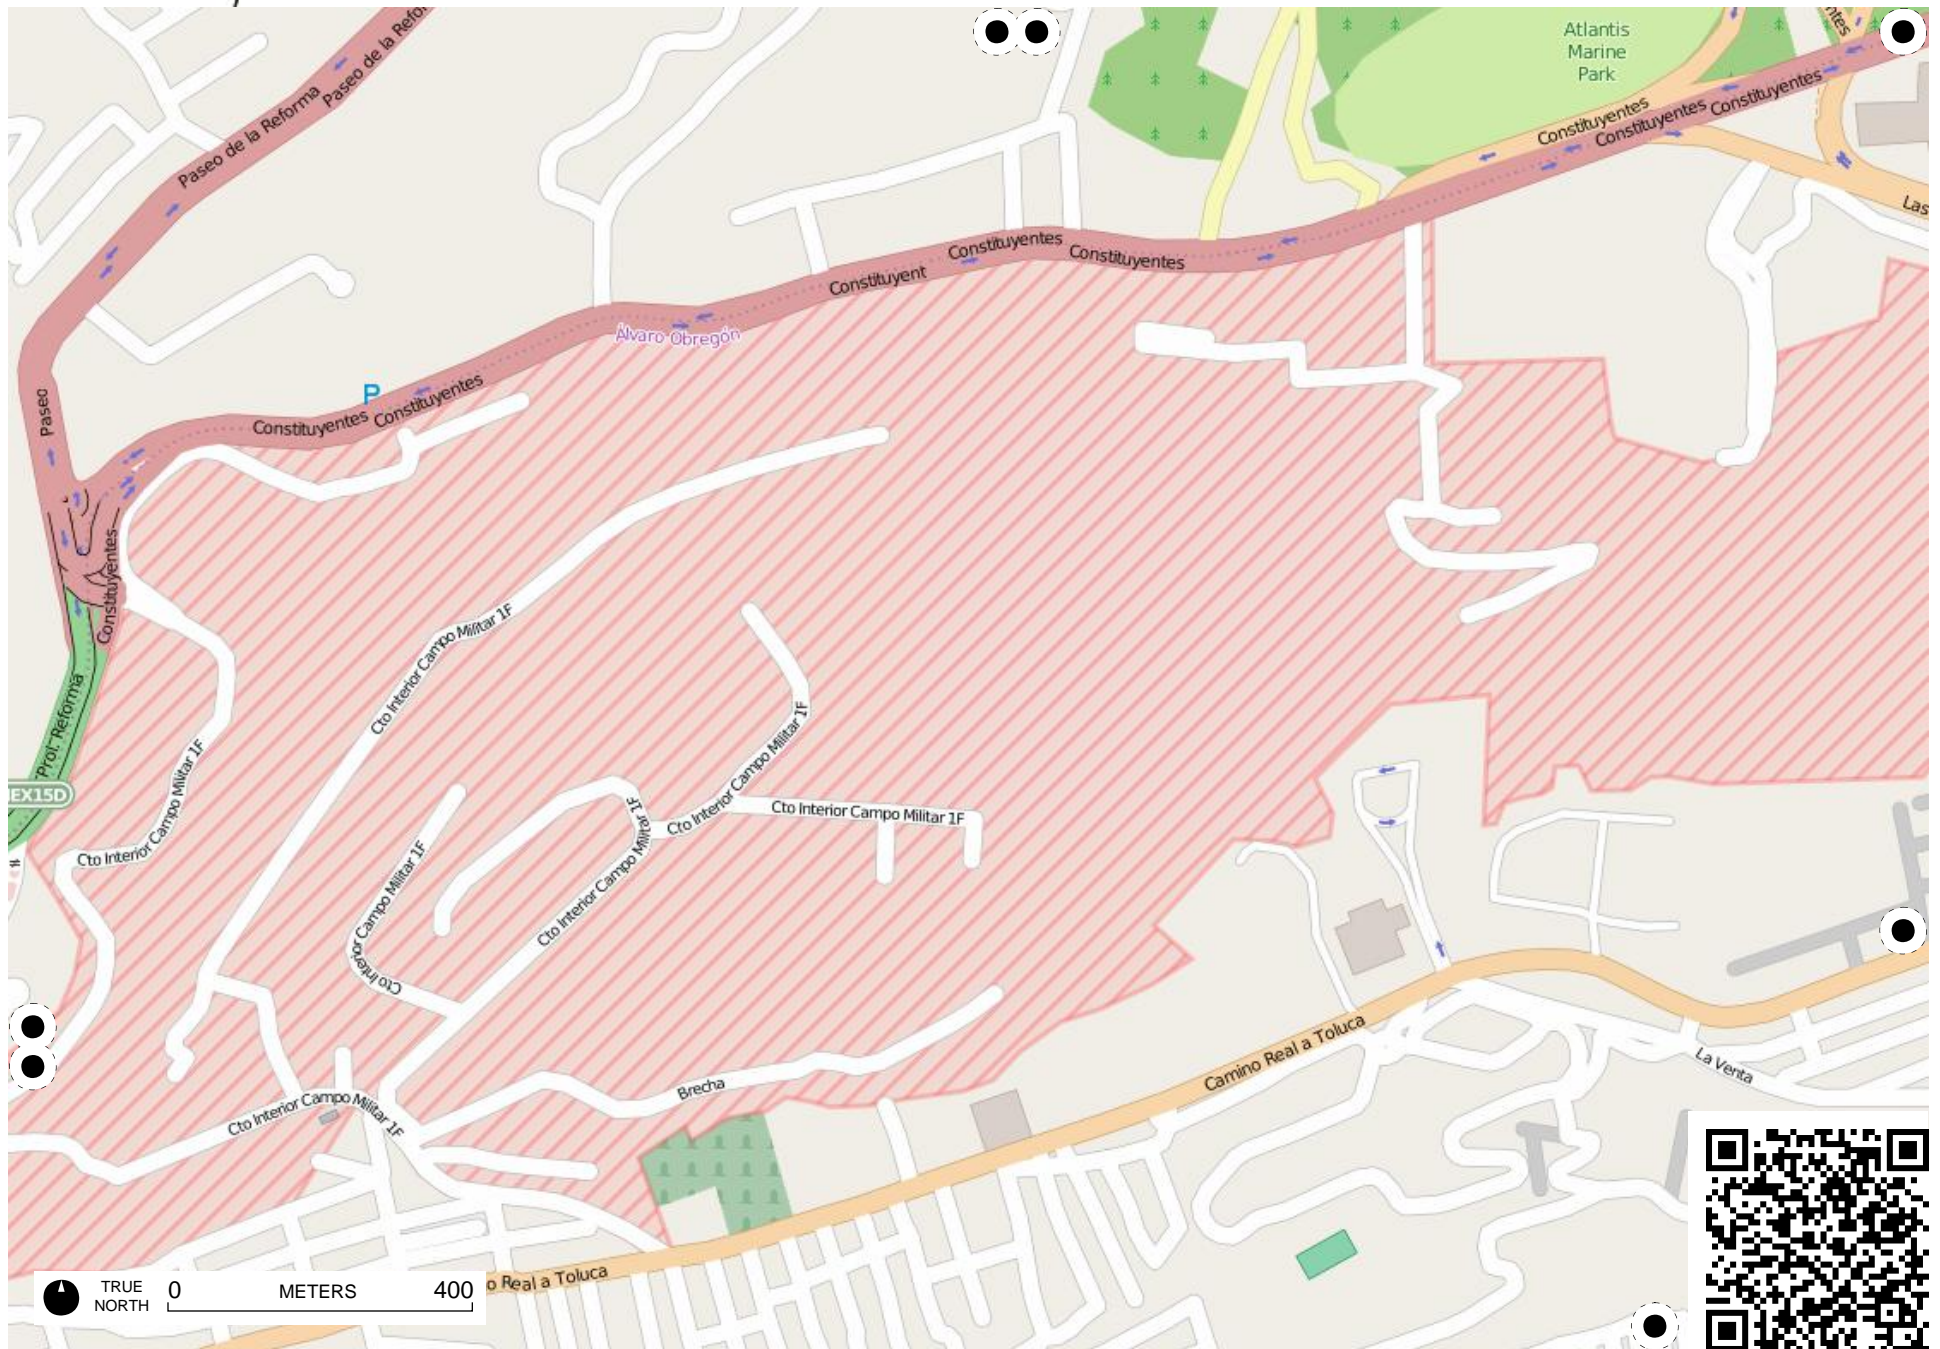 Paseo de la Refor
Paseo de la Reforma
Atlantis
Marine
Park
ntes
Constituyentes
Constituyentes
Constituyentes
Las
Constituyentes
Constituyentes
Constituyent
Álvaro Obregón
P
Constituyentes
Constituyentes
Paseo
Constituyentes
Prol. Reforma
EX15D
Cto Interior Campo Militar 1F
Cto Interior Campo Militar 1F
Cto Interior Campo Militar 1F
Cto Interior Campo Militar 1F
Cto Interior Campo Militar 1F
Cto Interior Campo Militar 1F
Cto Interior
Cto Interior Campo Militar 1F
Brecha
Camino Real a Toluca
La Venta
Cto Interior Campo Militar 1F
o Real a Toluca
TRUE
NORTH
0 METERS 400